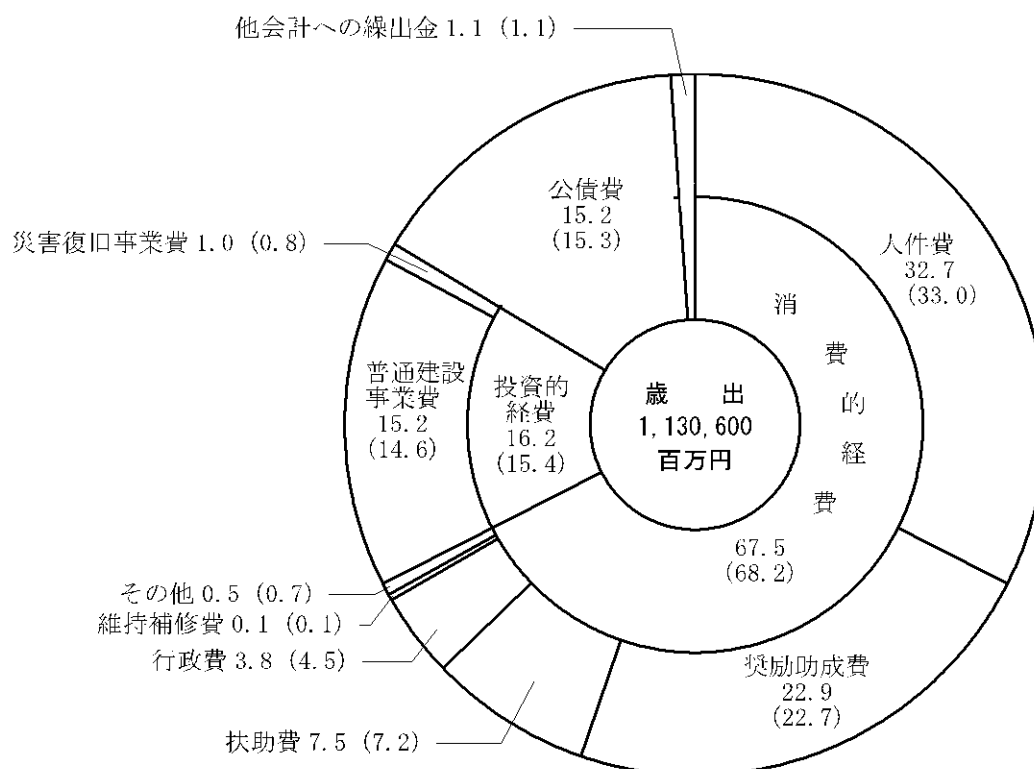 他会計への繰出金 1.1 (1.1)
公債費
15.2
(15.3)
災害復旧事業費 1.0 (0.8)
人件費
32.7
(33.0)
消費的経費
67.5
(68.2)
普通建設
事業費
15.2
(14.6)
投資的
経費
16.2
(15.4)
歳　出
1,130,600
百万円
その他 0.5 (0.7)
維持補修費 0.1 (0.1)
行政費 3.8 (4.5)
扶助費 7.5 (7.2)
奨励助成費
22.9
(22.7)